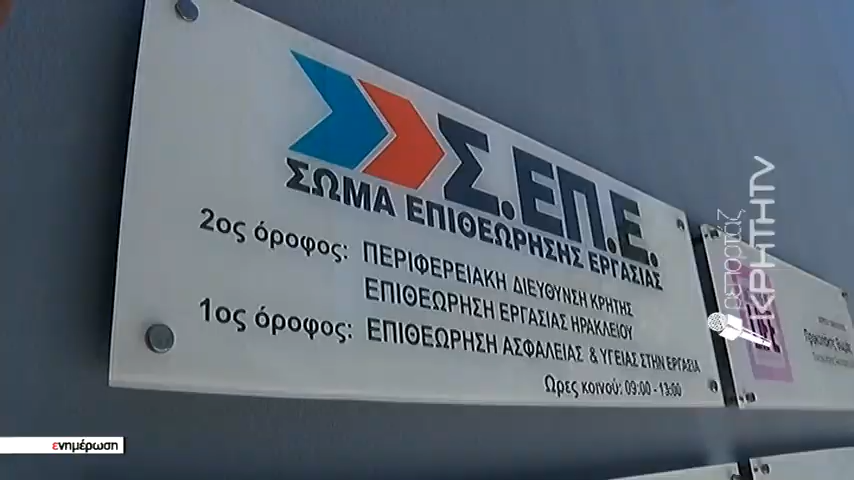 Σ.ΕΠ.Ε.
ΣΩΜΑ ΕΠΙΘΕΩΡΗΣΗΣ ΕΡΓΑΣΙΑΣ
2ος όροφος: ΠΕΡΙΦΕΡΕΙΑΚΗ ΔΙΕΥΘΥΝΣΗ ΚΡΗΤΗΣ
ΕΠΙΘΕΩΡΗΣΗ ΕΡΓΑΣΙΑΣ ΗΡΑΚΛΕΙΟΥ
1ος όροφος: ΕΠΙΘΕΩΡΗΣΗ ΑΣΦΑΛΕΙΑΣ & ΥΓΕΙΑΣ ΣΤΗΝ ΕΡΓΑΣΙΑ
Ωρες κοινού: 09:00 - 13:00
ρεπορτάζ
ΚΡΗΤΗTV
ενημέρωση